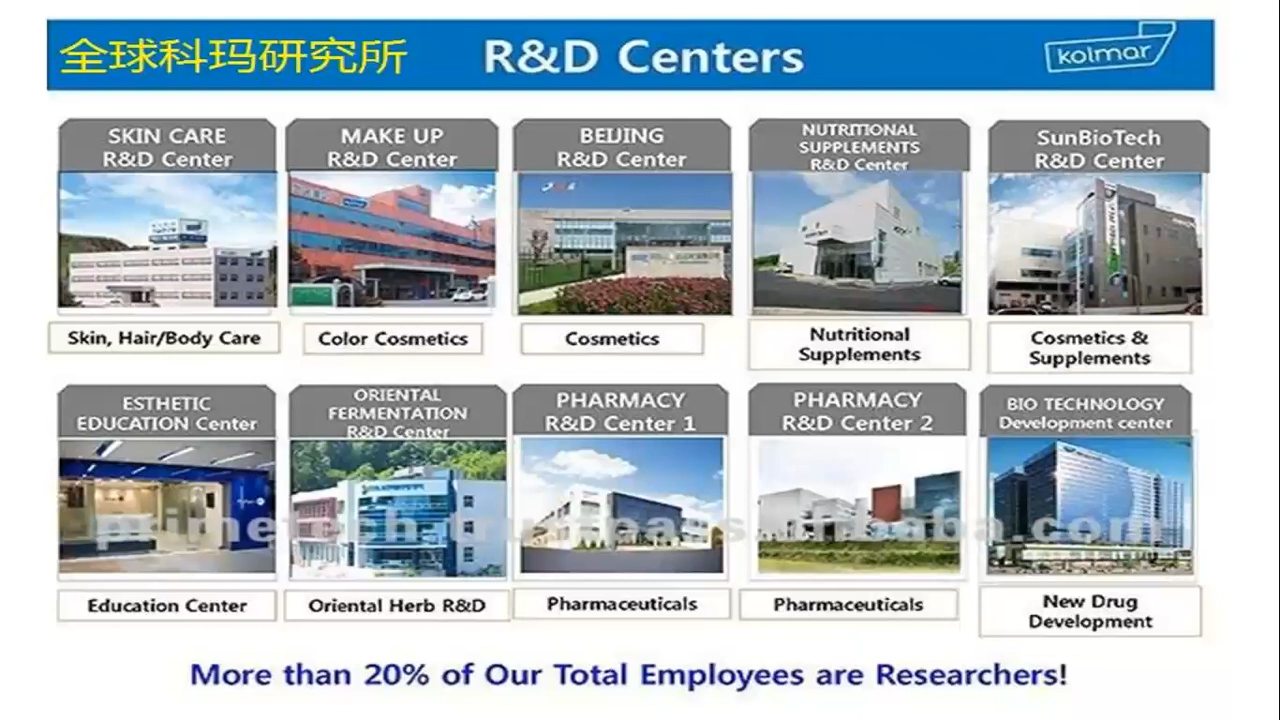 全球科玛研究所
R&D Centers
kolmar
SKIN CARE
R&D Center
MAKE UP
R&D Center
BEIJING
R&D Center
NUTRITIONAL
SUPPLEMENTS
R&D Center
SunBioTech
R&D Center
Skin, Hair/Body Care
Color Cosmetics
Cosmetics
Nutritional
Supplements
Cosmetics &
Supplements
ESTHETIC
EDUCATION Center
ORIENTAL
FERMENTATION
R&D Center
PHARMACY
R&D Center 1
PHARMACY
R&D Center 2
BIO TECHNOLOGY
Development center
Education Center
Oriental Herb R&D
Pharmaceuticals
Pharmaceuticals
New Drug
Development
More than 20% of Our Total Employees are Researchers!